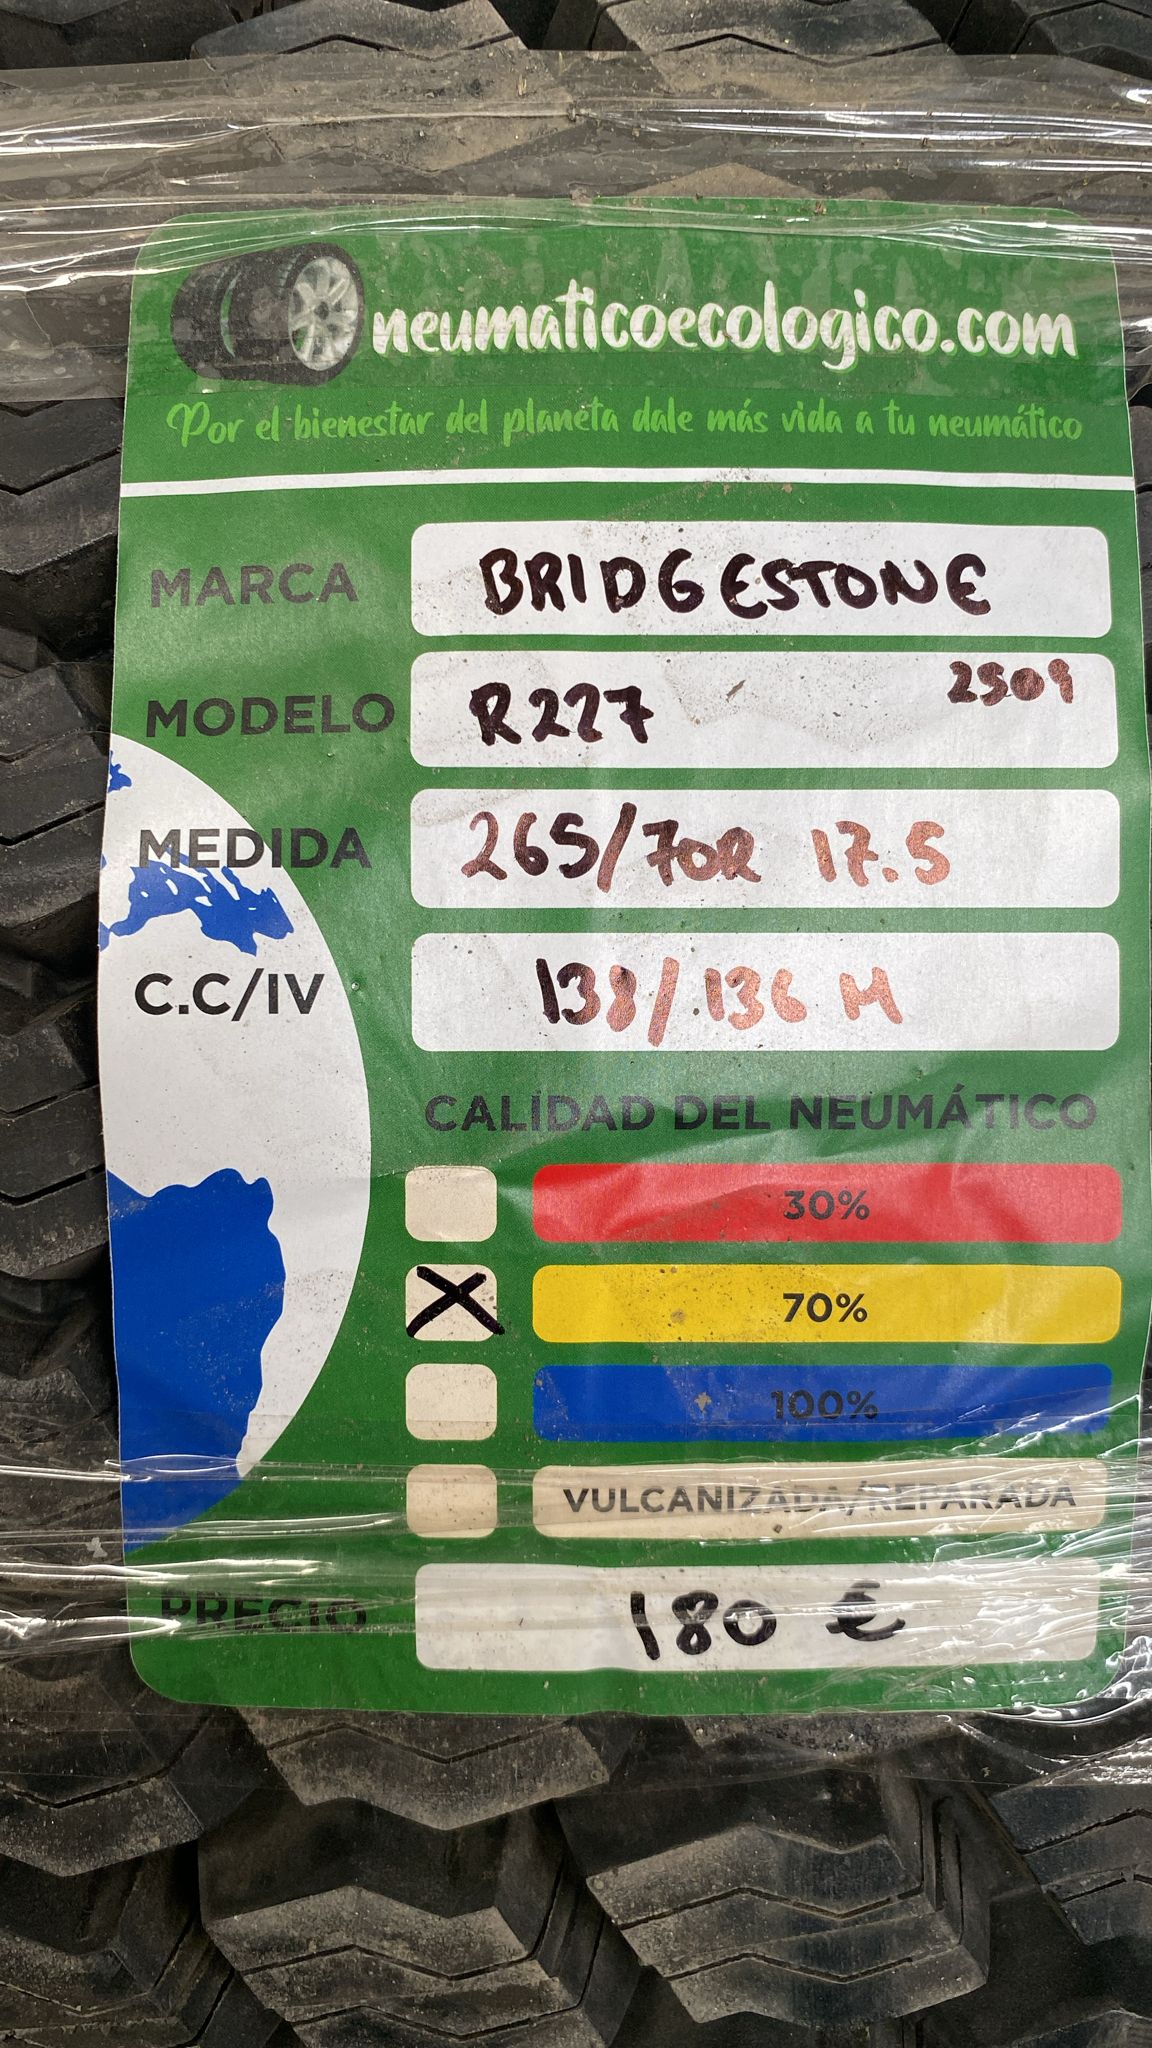 neumaticoecologico.com
Por el bienestar del planeta dale más vida a tu neumático
MARCA BRIDGESTONE
MODELO R227 2509
MEDIDA 265/70R 17.5
C.C/IV 138/136 M
CALIDAD DEL NEUMÁTICO
30%
X 70%
100%
VULCANIZADA/REPARADA
PRECIO 180 €